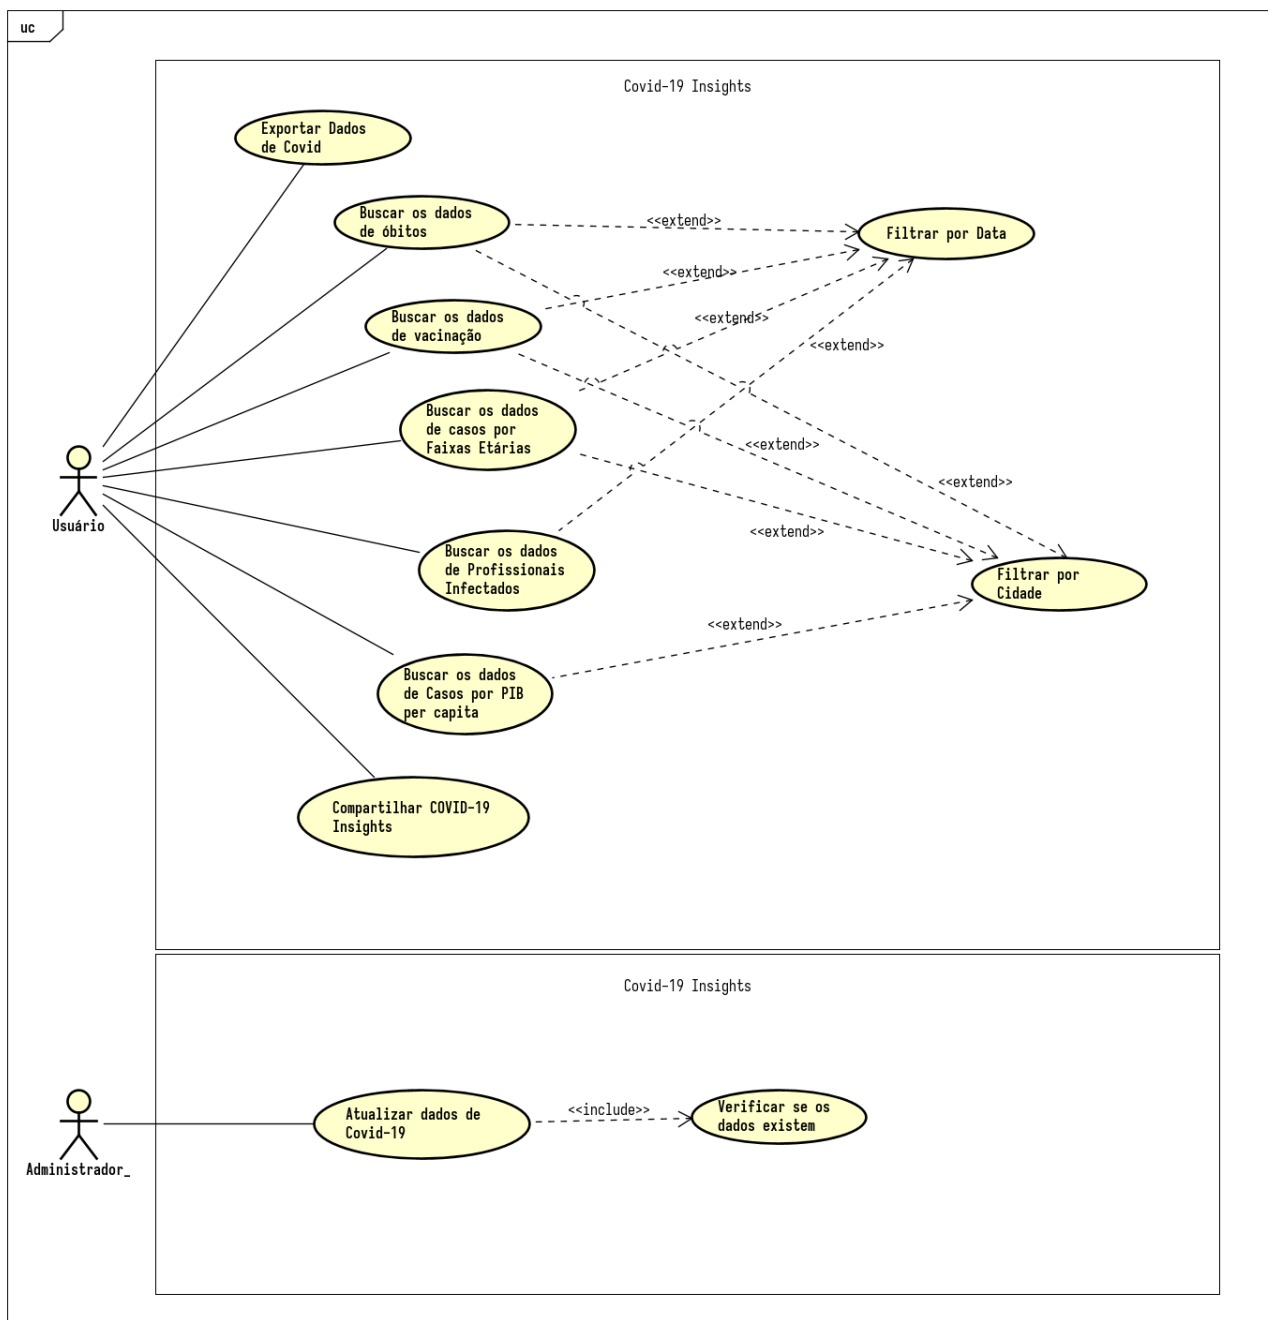 uc
Covid-19 Insights
Exportar Dados
de Covid
Buscar os dados
de óbitos
<<extend>>
Filtrar por Data
<<extend>>
Buscar os dados
de vacinação
<<extend>>
<<extend>>
Buscar os dados
de casos por
Faixas Etárias
<<extend>>
<<extend>>
Usuário
<<extend>>
Buscar os dados
de Profissionais
Infectados
Filtrar por
Cidade
<<extend>>
Buscar os dados
de Casos por PIB
per capita
Compartilhar COVID-19
Insights
Covid-19 Insights
Atualizar dados de
Covid-19
<<include>>
Verificar se os
dados existem
Administrador_